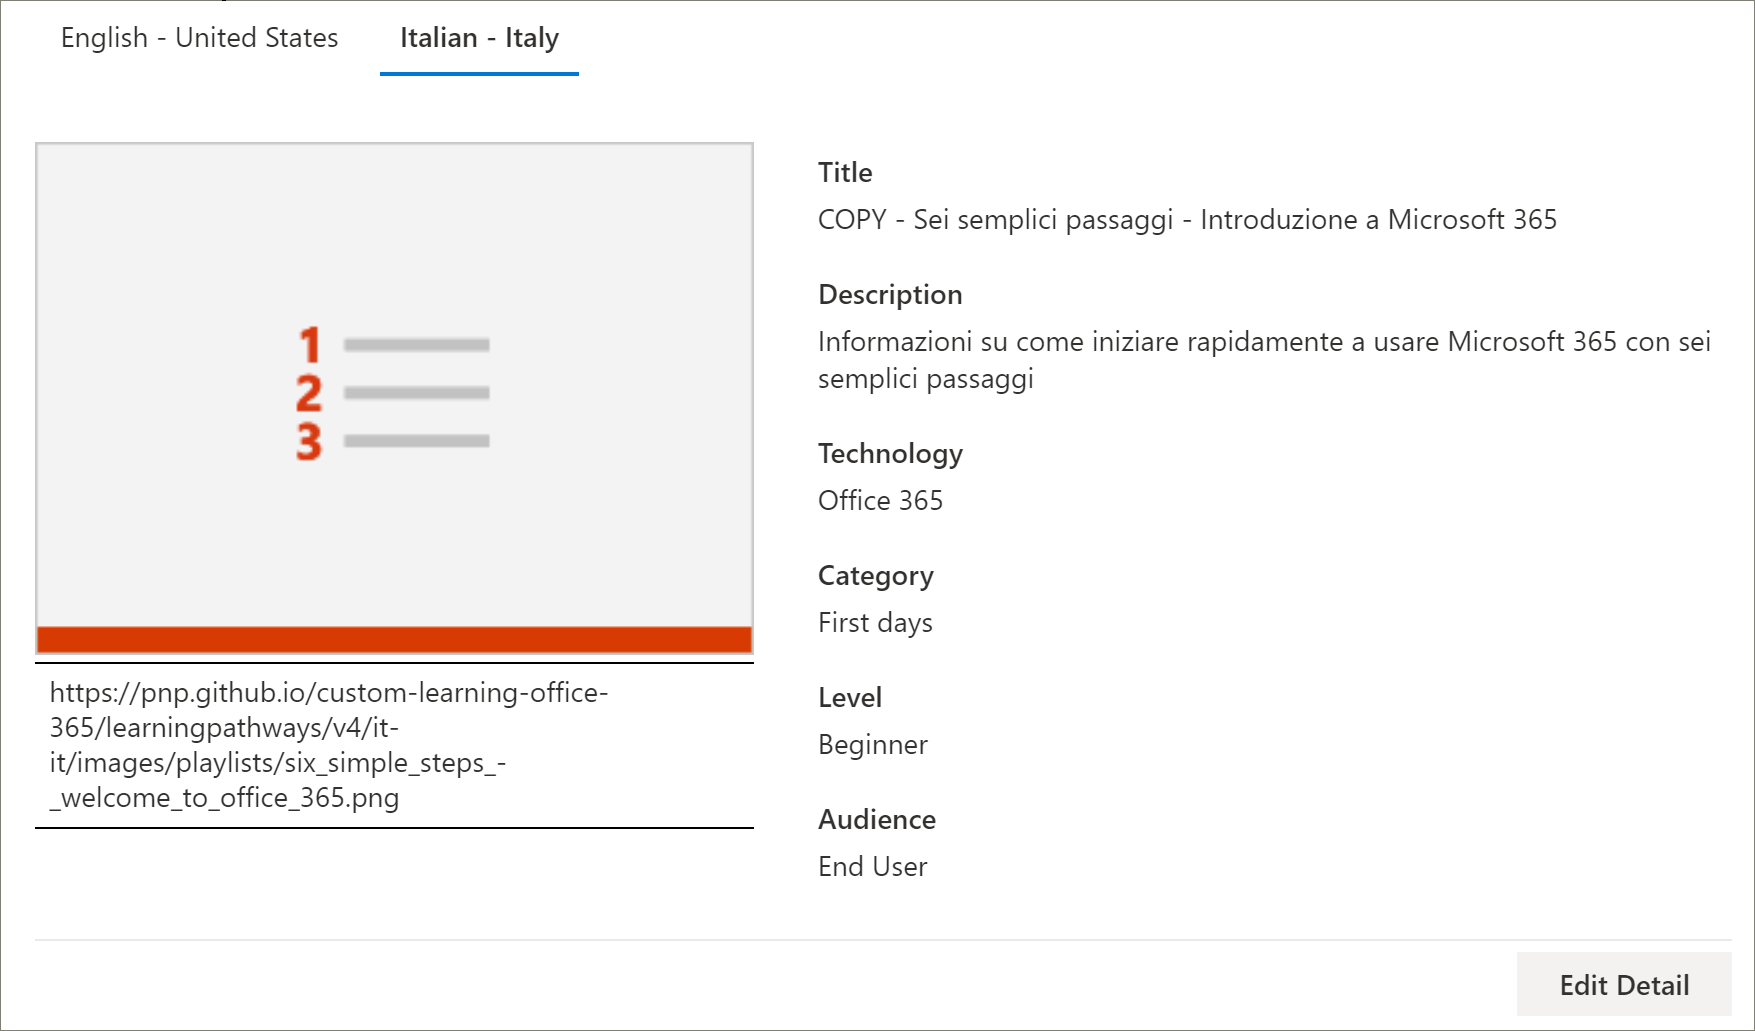 English - United States
Italian - Italy
1
2
3
https://pnp.github.io/custom-learning-office-
365/learningpathways/v4/it-
it/images/playlists/six_simple_steps_-
_welcome_to_office_365.png
Title
COPY - Sei semplici passaggi - Introduzione a Microsoft 365
Description
Informazioni su come iniziare rapidamente a usare Microsoft 365 con sei
semplici passaggi
Technology
Office 365
Category
First days
Level
Beginner
Audience
End User
Edit Detail